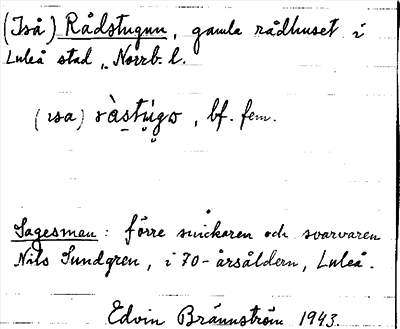 (Iså) Rådstugun, gamla rådhuset i
Luleå stad, Norrb. l.
(ɪsa) ràstúgɷ, bf. fem.
Sagesman: förre snickaren och svarvaren
Nils Sundgren, i 70-årsåldern, Luleå.
Edvin Brännström 1943.